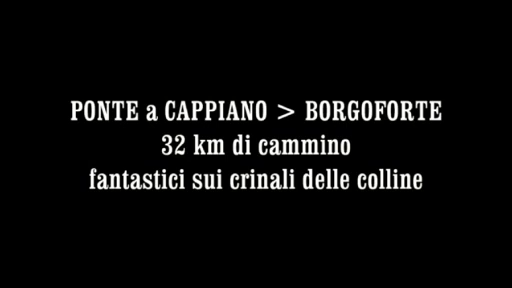 PONTE a CAPPIANO > BORGOFORTE
32 km di cammino
fantastici sui crinali delle colline